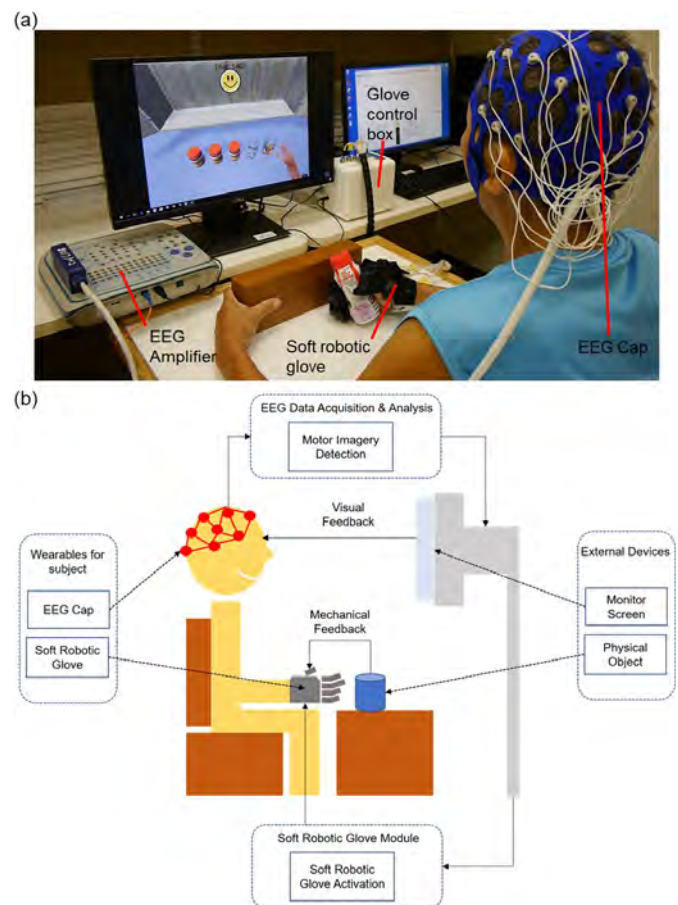 (a)
Glove
control
box
EEG
Amplifier
Soft robotic
glove
EEG Cap
(b)
EEG Data Acquisition & Analysis
Motor Imagery
Detection
Visual
Feedback
Wearables for
subject
EEG Cap
Soft Robotic
Glove
External Devices
Monitor
Screen
Physical
Object
Mechanical
Feedback
Soft Robotic Glove Module
Soft Robotic
Glove Activation